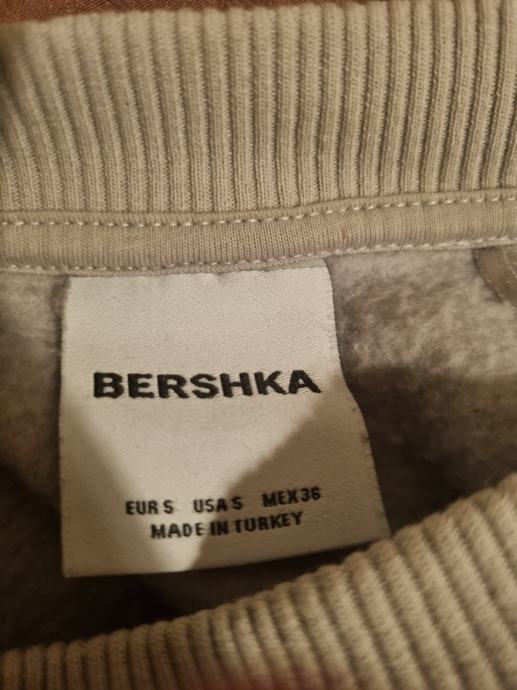 BERSHKA
EUR S USA S MEX 36
MADE IN TURKEY